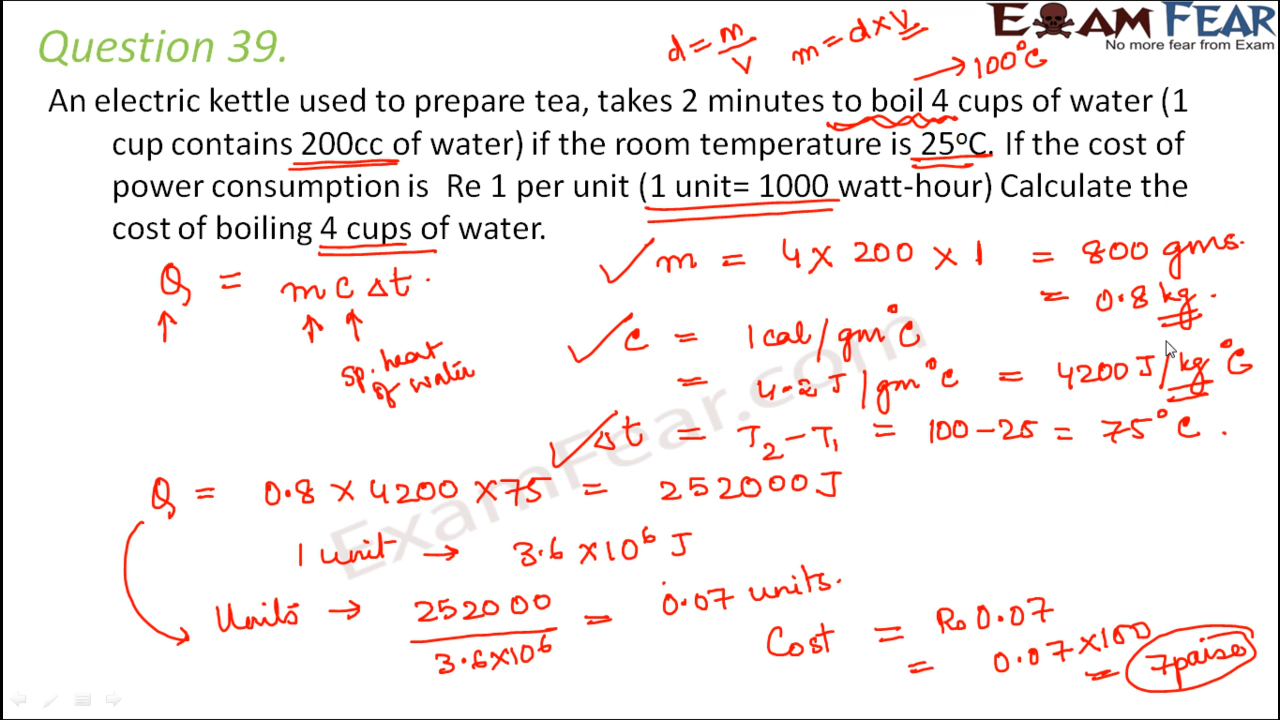 Question 39.
d = m/V m = d×V
→ 100°C
EXAM FEAR
No more fear from Exam
An electric kettle used to prepare tea, takes 2 minutes to boil 4 cups of water (1
cup contains 200cc of water) if the room temperature is 25°C. If the cost of
power consumption is Re 1 per unit (1 unit= 1000 watt-hour) Calculate the
cost of boiling 4 cups of water.
Q = m c Δt.
sp. heat
of water
✓ m = 4 × 200 × 1 = 800 gms.
= 0.8 kg.
✓ c = 1 cal/gm°C
= 4.2 J/gm°C = 4200 J/kg°C
✓ Δt = T₂ - T₁ = 100 - 25 = 75°C.
Q = 0.8 × 4200 × 75 = 252000 J
1 unit → 3.6 × 10⁶ J
Units → 252000 / 3.6×10⁶ = 0.07 units.
Cost = Re 0.07
= 0.07 × 100
= 7 paise
ExamFear.com